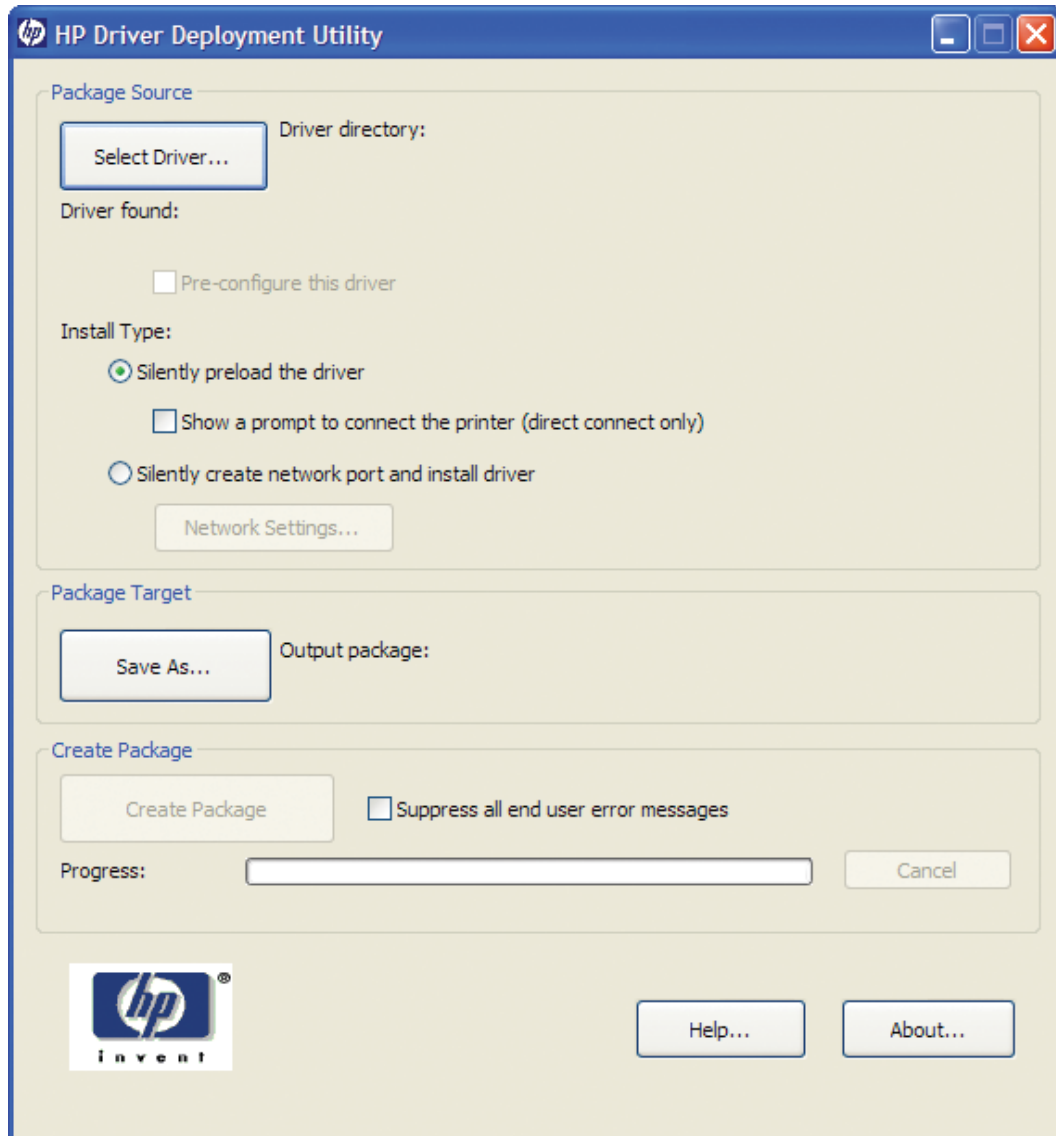 HP Driver Deployment Utility
Package Source
Select Driver...
Driver directory:
Driver found:
Pre-configure this driver
Install Type:
Silently preload the driver
Show a prompt to connect the printer (direct connect only)
Silently create network port and install driver
Network Settings...
Package Target
Save As...
Output package:
Create Package
Create Package
Suppress all end user error messages
Progress:
Cancel
hp ®
invent
Help...
About...